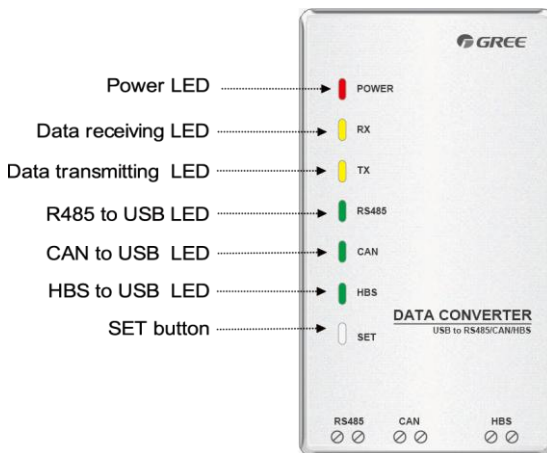 GREE
Power LED POWER
Data receiving LED RX
Data transmitting LED TX
R485 to USB LED RS485
CAN to USB LED CAN
HBS to USB LED HBS
SET button SET
DATA CONVERTER
USB to RS485/CAN/HBS
RS485 CAN HBS